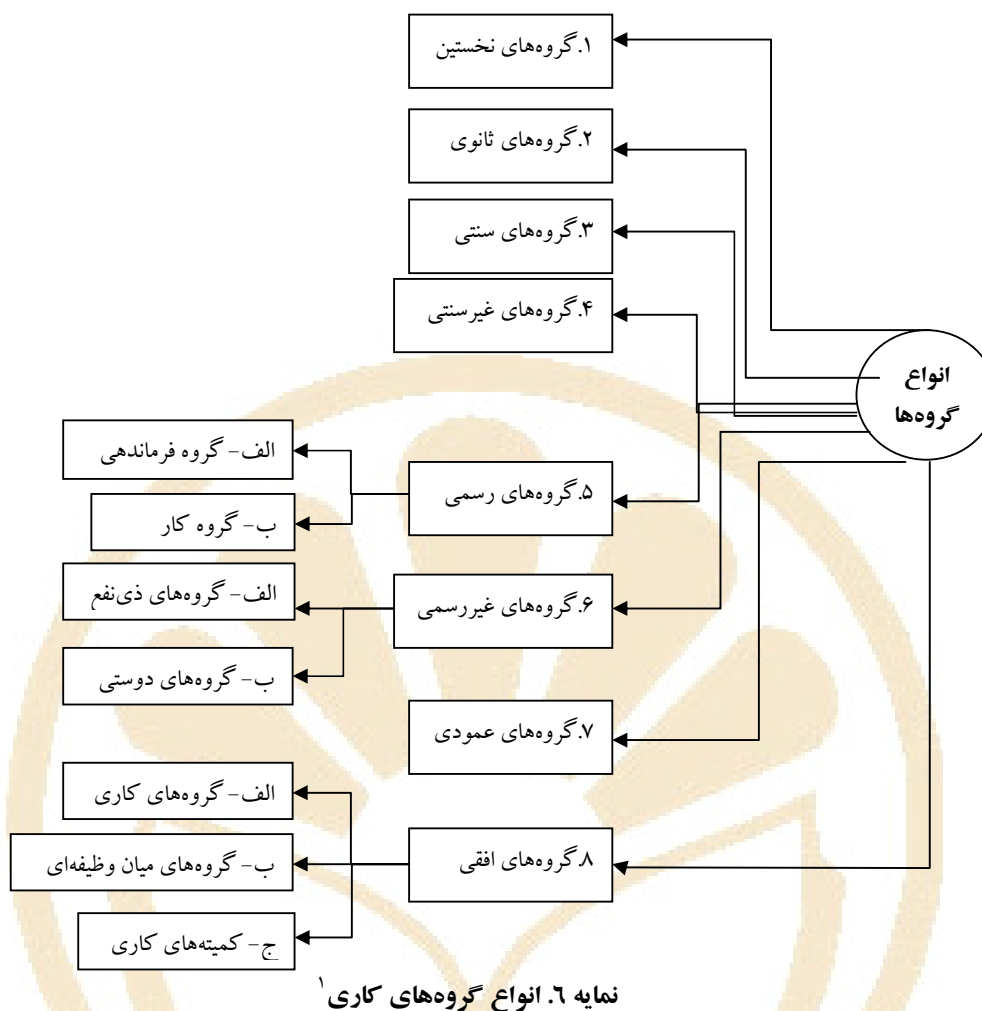 ۱.گروه‌های نخستین
۲.گروه‌های ثانوی
۳.گروه‌های سنتی
۴.گروه‌های غیرسنتی
انواع
گروه‌ها
۵.گروه‌های رسمی
الف- گروه فرماندهی
ب- گروه کار
۶.گروه‌های غیررسمی
الف- گروه‌های ذی‌نفع
ب- گروه‌های دوستی
۷.گروه‌های عمودی
۸.گروه‌های افقی
الف- گروه‌های کاری
ب- گروه‌های میان وظیفه‌ای
ج- کمیته‌های کاری
نمایه ٦. انواع گروه‌های کاری۱